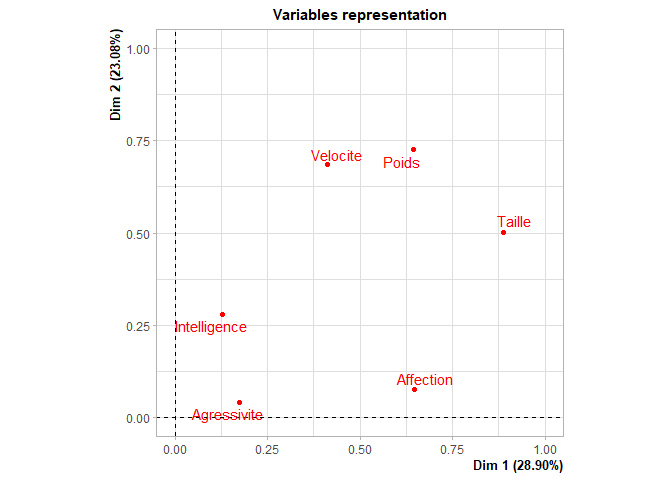 Variables representation
Dim 2 (23.08%)
1.00
0.75
0.50
0.25
0.00
Velocite
Poids
Taille
Intelligence
Affection
Agressivite
0.00 0.25 0.50 0.75 1.00
Dim 1 (28.90%)